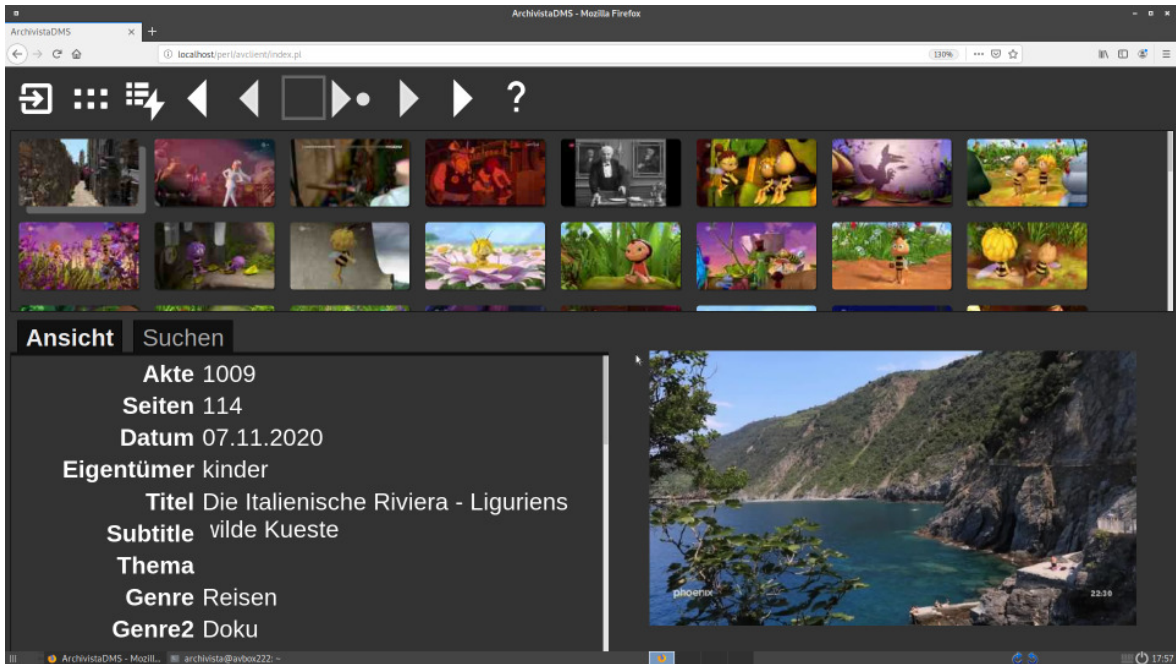 ArchivistaDMS - Mozilla Firefox
ArchivistaDMS
localhost/perl/avclient/index.pl
130%
?
Ansicht Suchen
Akte 1009
Seiten 114
Datum 07.11.2020
Eigentümer kinder
Titel Die Italienische Riviera - Liguriens
Subtitle vilde Kueste
Thema
Genre Reisen
Genre2 Doku
phoenix
22:30
ArchivistaDMS - Mozill... archivista@avbox222: ~
17:57